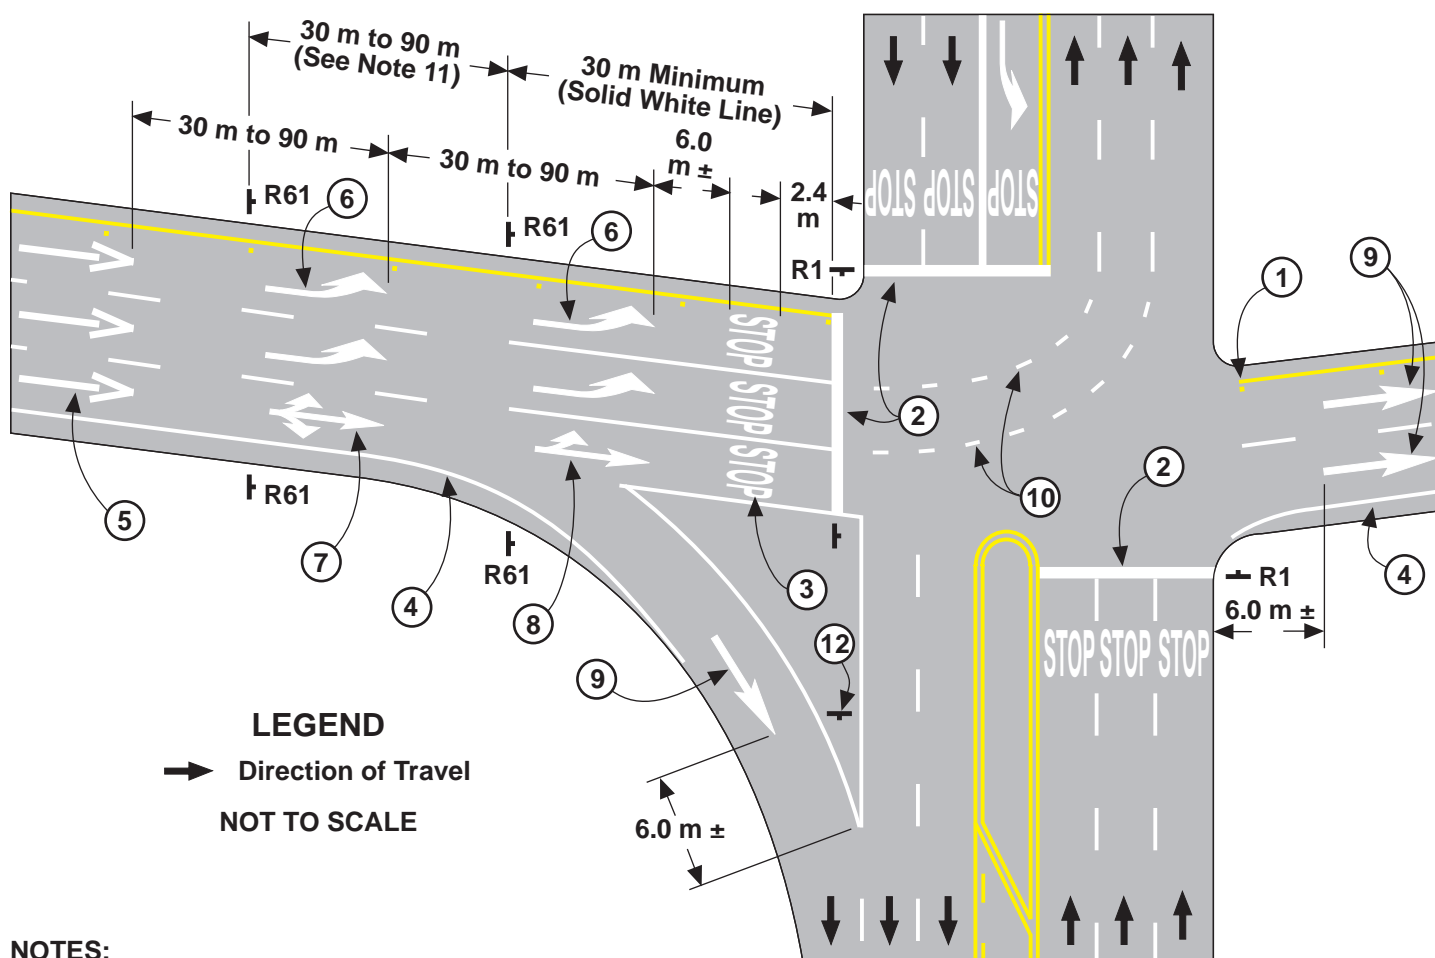 30 m to 90 m
(See Note 11)
30 m Minimum
(Solid White Line)
30 m to 90 m
30 m to 90 m
6.0
m ±
2.4
m
R61
6
R61
6
R1
STOP STOP STOP
1
9
STOP STOP STOP
2
10
2
5
R61
7
4
R61
8
3
R1
4
6.0 m ±
12
STOP STOP STOP
9
LEGEND
Direction of Travel
NOT TO SCALE
6.0 m ±
NOTES: